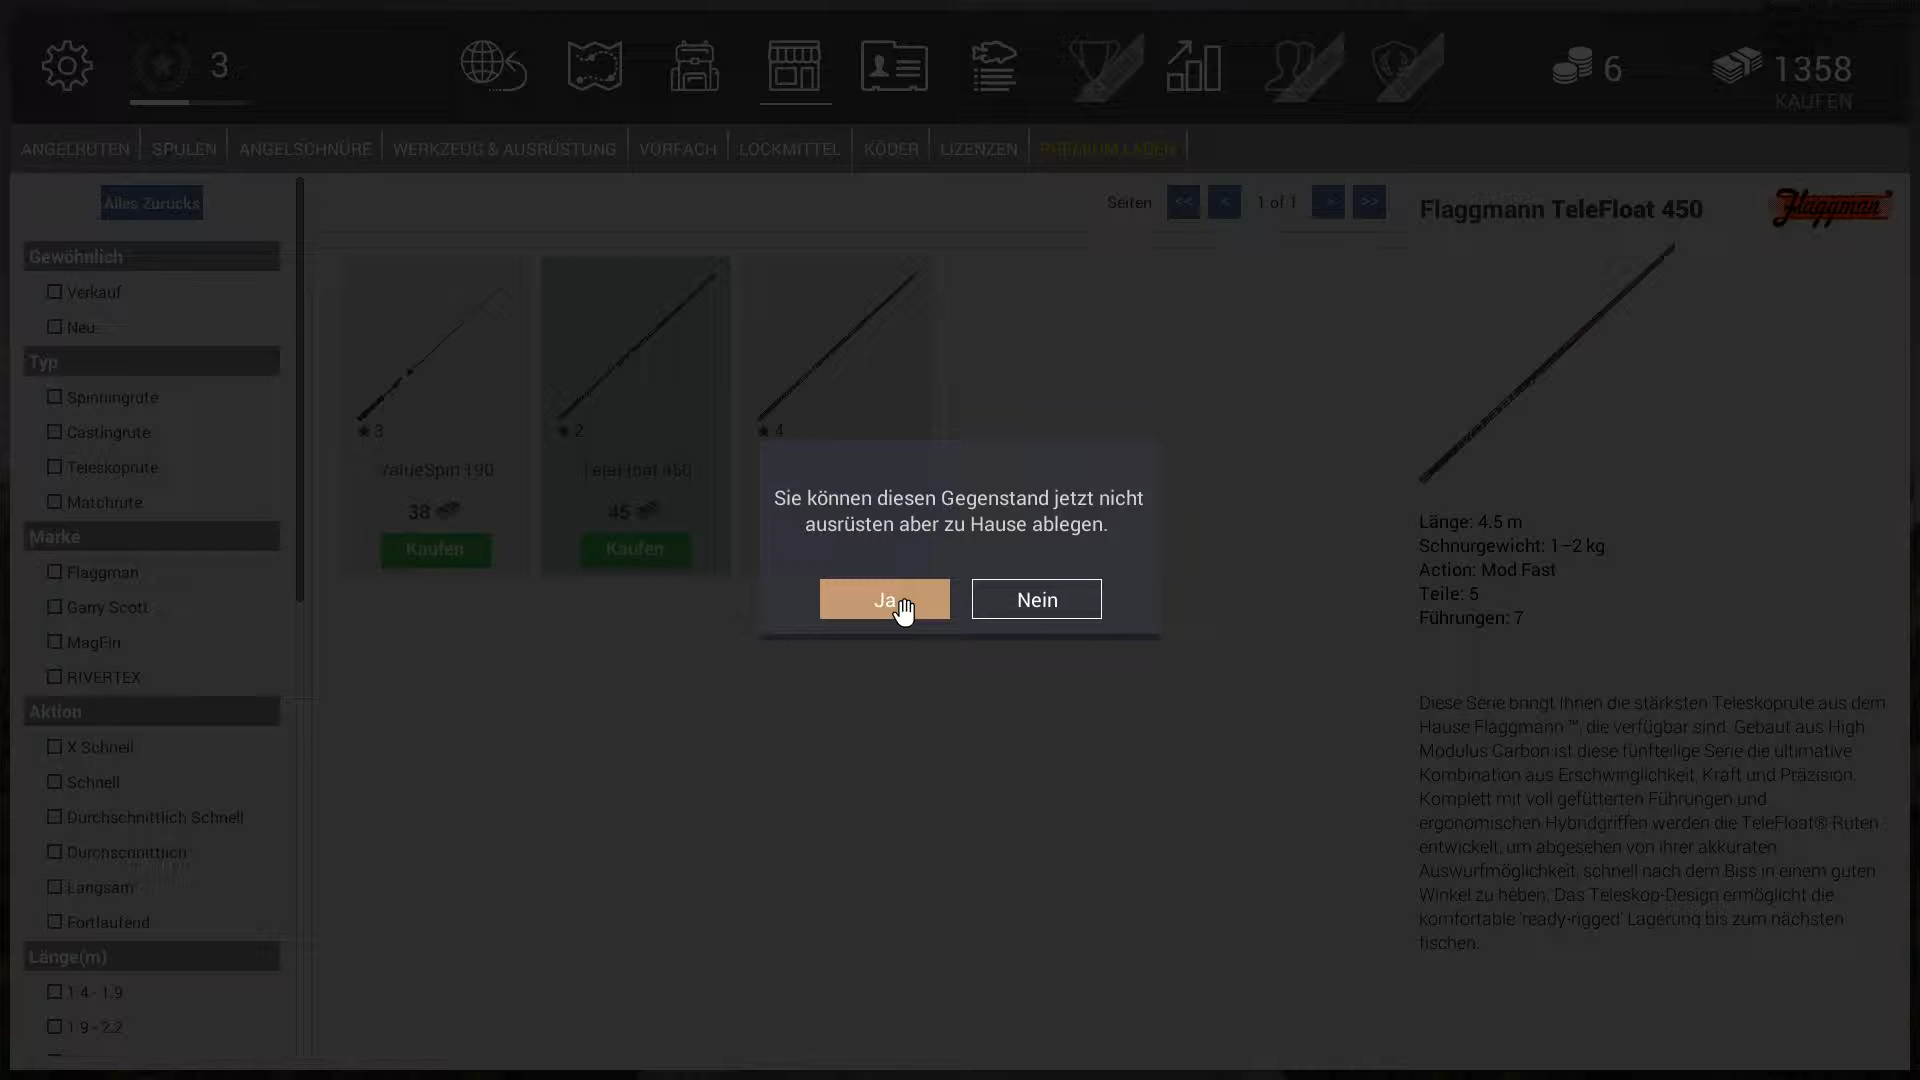 3
6
1358
KAUFEN
ANGELRUTEN
SPULEN
ANGELSCHNÜRE
WERKZEUG & AUSRÜSTUNG
VORFACH
LOCKMITTEL
KÖDER
LIZENZEN
PREMIUM LADEN
Alles Zurücks
Gewöhnlich
Verkauf
Neu
Typ
Spinningrute
Castingrute
Teleskoprute
Matchrute
Marke
Flaggman
Garry Scott
MagFin
RIVERTEX
Aktion
X Schnell
Schnell
Durchschnittlich Schnell
Durchschnittlich
Langsam
Fortlaufend
Länge(m)
1.4 - 1.9
1.9 - 2.2
Seiten
<<
<
1 of 1
>
>>
3
ValueSpin 190
38
Kaufen
2
TeleFloat 450
45
Kaufen
4
Sie können diesen Gegenstand jetzt nicht
ausrüsten aber zu Hause ablegen.
Ja
Nein
Flaggmann TeleFloat 450
Flaggman
Länge: 4.5 m
Schnurgewicht: 1–2 kg
Action: Mod Fast
Teile: 5
Führungen: 7
Diese Serie bringt Ihnen die stärksten Teleskoprute aus dem
Hause Flaggmann™, die verfügbar sind. Gebaut aus High
Modulus Carbon ist diese fünfteilige Serie die ultimative
Kombination aus Erschwinglichkeit, Kraft und Präzision.
Komplett mit voll gefütterten Führungen und
ergonomischen Hybridgriffen werden die TeleFloat® Ruten
entwickelt, um abgesehen von ihrer akkuraten
Auswurfmöglichkeit, schnell nach dem Biss in einem guten
Winkel zu heben. Das Teleskop-Design ermöglicht die
komfortable 'ready-rigged' Lagerung bis zum nächsten
fischen.